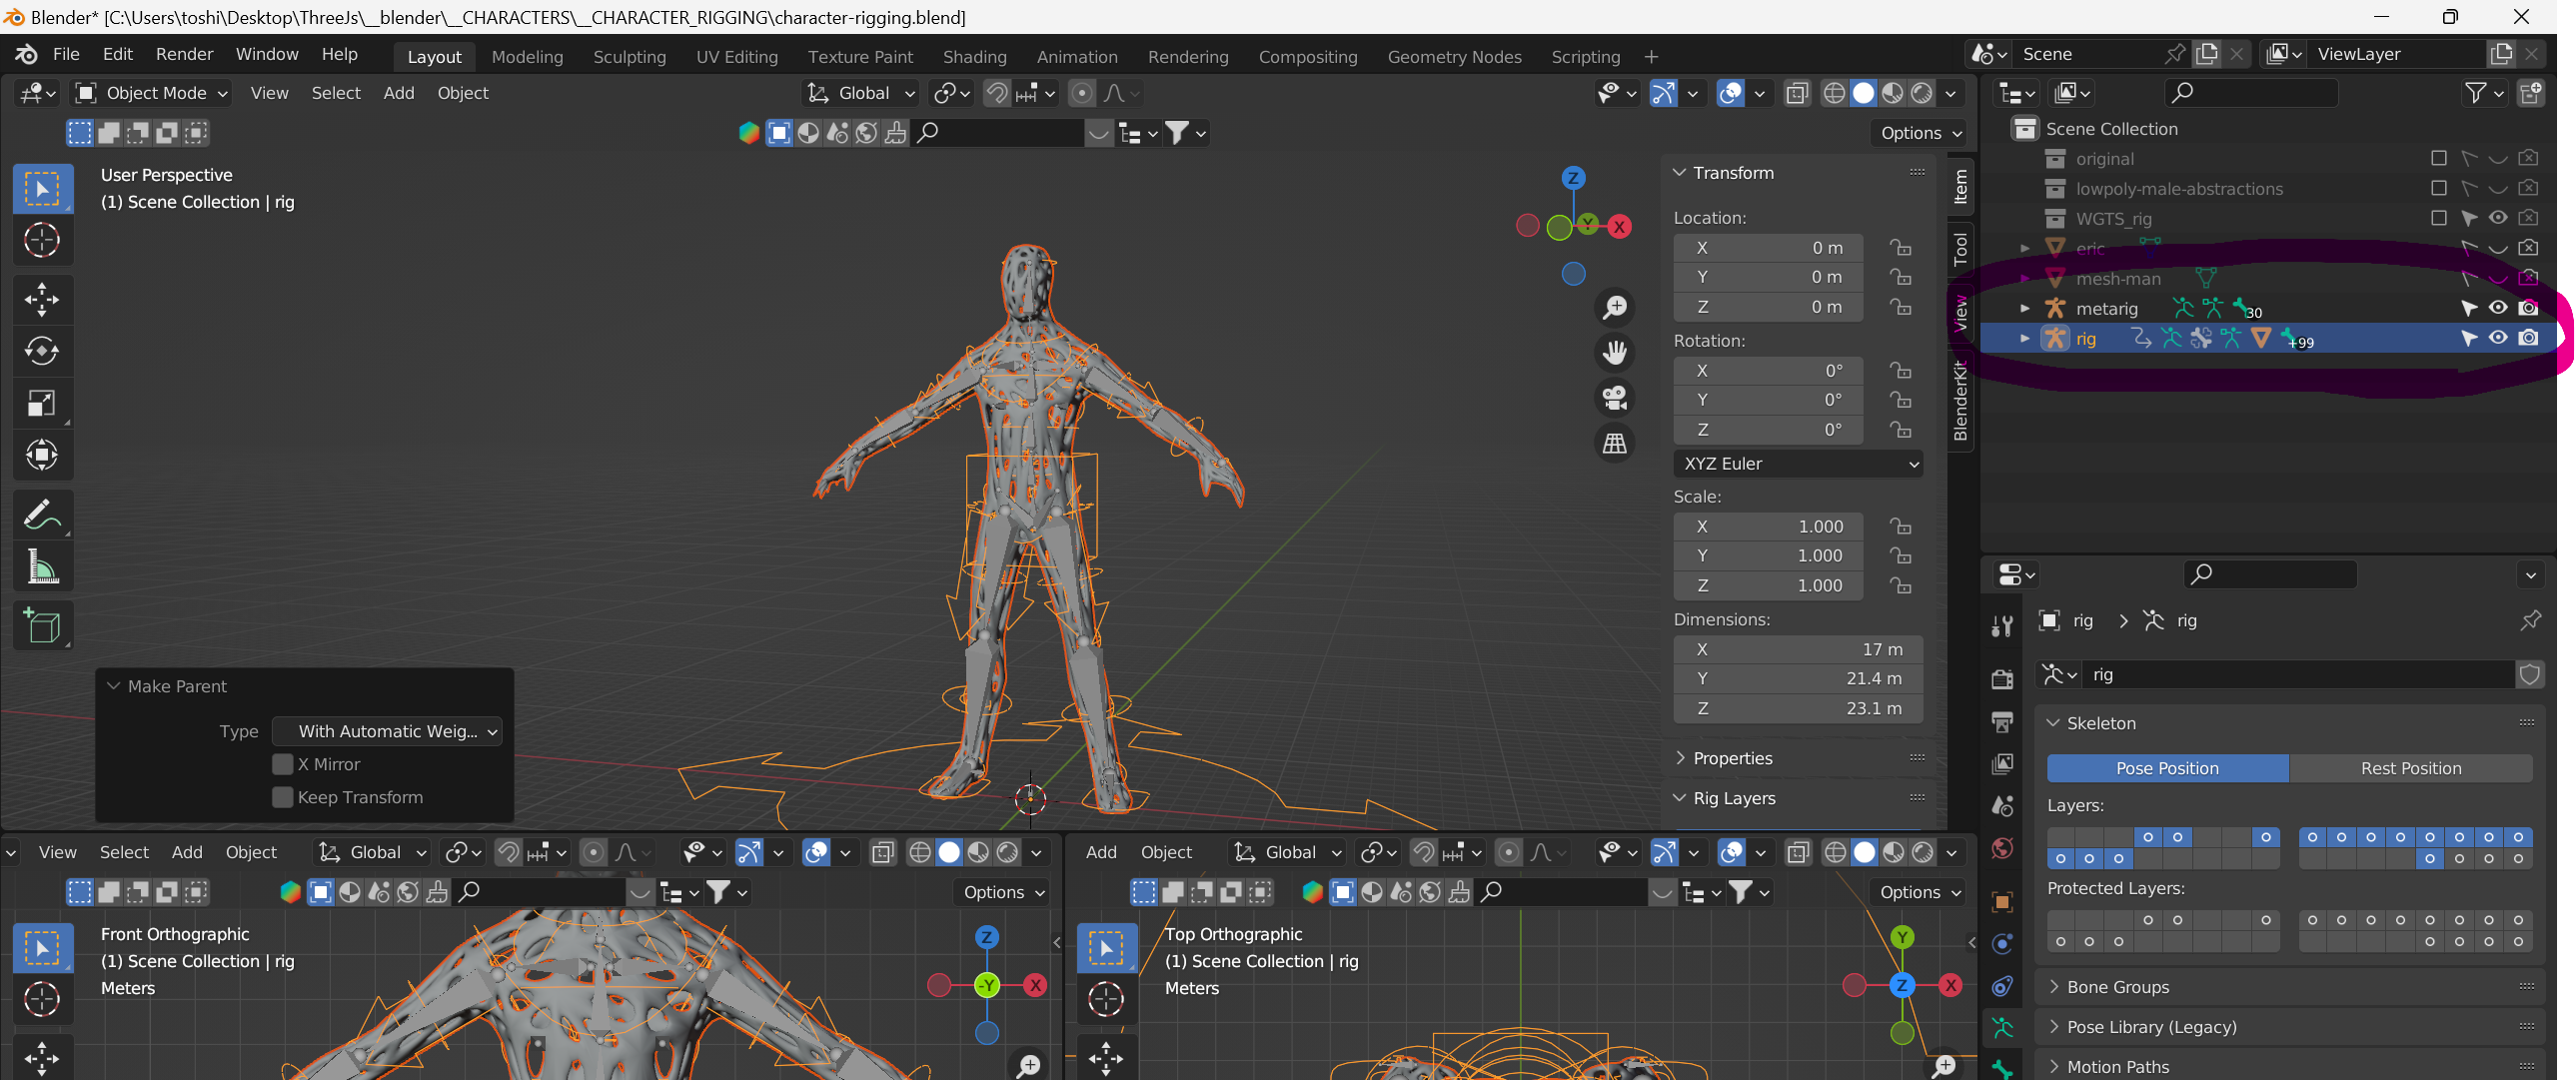 Blender* [C:\Users\toshi\Desktop\ThreeJs\__blender\__CHARACTERS\__CHARACTER_RIGGING\character-rigging.blend]
File Edit Render Window Help Layout Modeling Sculpting UV Editing Texture Paint Shading Animation Rendering Compositing Geometry Nodes Scripting + Scene ViewLayer
Object Mode View Select Add Object Global
Options
User Perspective
(1) Scene Collection | rig
Z
Y
X
Transform
Location:
X 0 m
Y 0 m
Z 0 m
Rotation:
X 0°
Y 0°
Z 0°
XYZ Euler
Scale:
X 1.000
Y 1.000
Z 1.000
Dimensions:
X 17 m
Y 21.4 m
Z 23.1 m
Properties
Rig Layers
Item
Tool
View
BlenderKit
Make Parent
Type With Automatic Weig...
X Mirror
Keep Transform
Scene Collection
original
lowpoly-male-abstractions
WGTS_rig
eric
mesh-man
metarig 30
rig +99
rig rig
rig
Skeleton
Pose Position Rest Position
Layers:
Protected Layers:
Bone Groups
Pose Library (Legacy)
Motion Paths
View Select Add Object Global
Options
Front Orthographic
(1) Scene Collection | rig
Meters
Z
-Y
X
Add Object Global
Options
Top Orthographic
(1) Scene Collection | rig
Meters
Y
Z
X